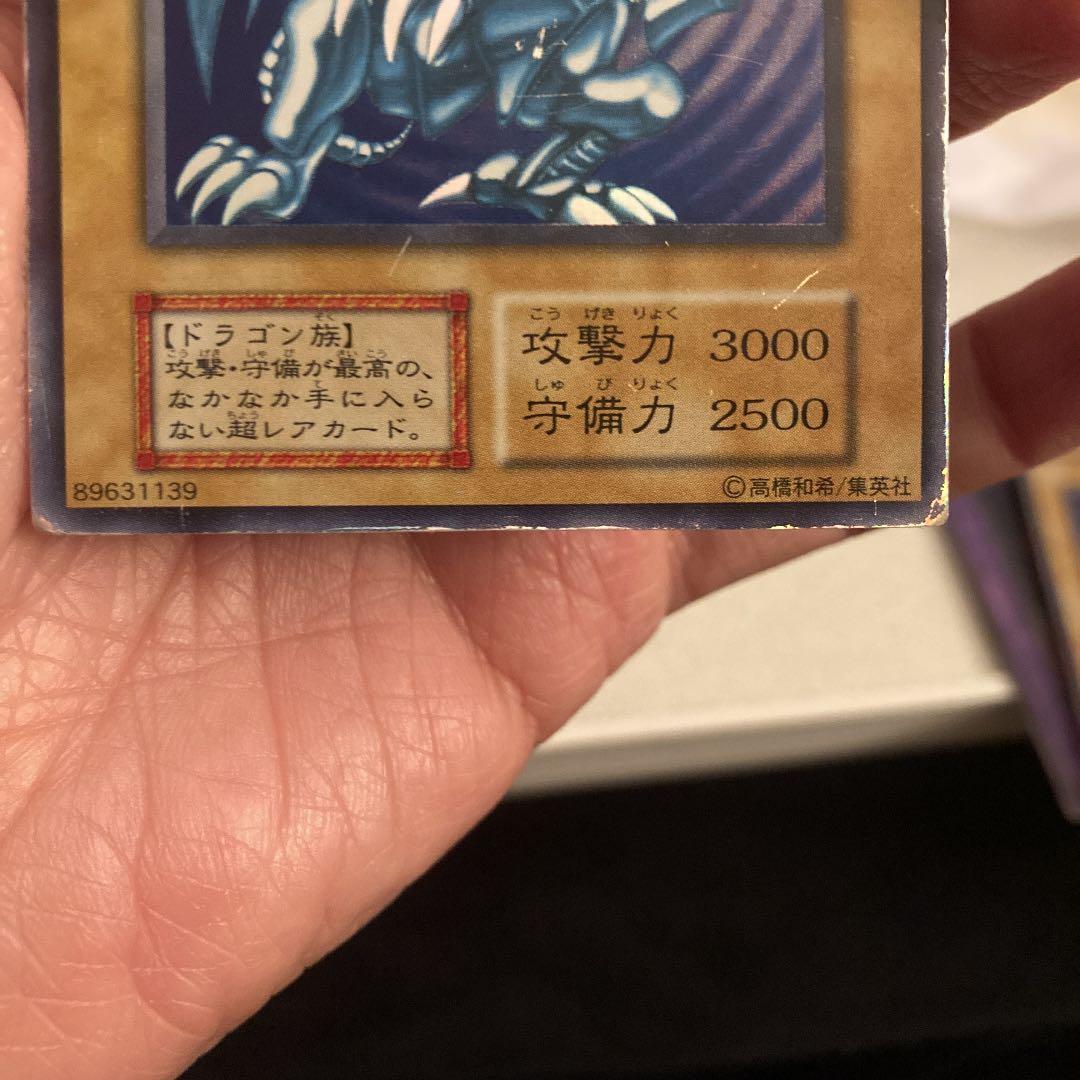 【ドラゴン族】
攻撃・守備が最高の、
なかなか手に入ら
ない超レアカード。
攻撃力 3000
守備力 2500
89631139
©高橋和希/集英社